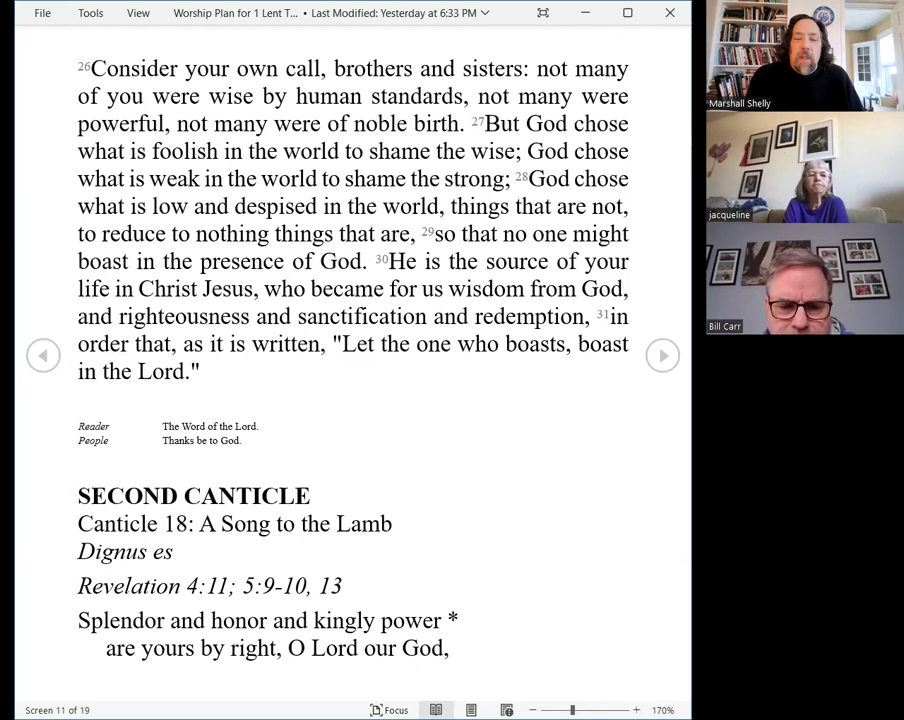 File Tools View Worship Plan for 1 Lent T... • Last Modified: Yesterday at 6:33 PM
26Consider your own call, brothers and sisters: not many
of you were wise by human standards, not many were
powerful, not many were of noble birth. 27But God chose
what is foolish in the world to shame the wise; God chose
what is weak in the world to shame the strong; 28God chose
what is low and despised in the world, things that are not,
to reduce to nothing things that are, 29so that no one might
boast in the presence of God. 30He is the source of your
life in Christ Jesus, who became for us wisdom from God,
and righteousness and sanctification and redemption, 31in
order that, as it is written, "Let the one who boasts, boast
in the Lord."
Reader The Word of the Lord.
People Thanks be to God.
SECOND CANTICLE
Canticle 18: A Song to the Lamb
Dignus es
Revelation 4:11; 5:9-10, 13
Splendor and honor and kingly power *
are yours by right, O Lord our God,
Screen 11 of 19 Focus 170%
Marshall Shelly
jacqueline
Bill Carr